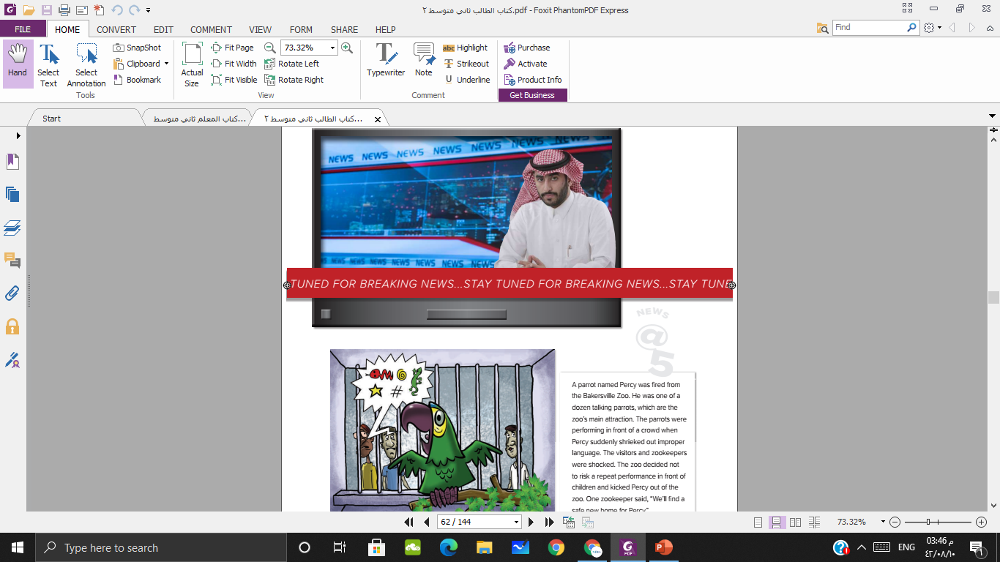 كتاب الطالب ثاني متوسط ٢.pdf - Foxit PhantomPDF Express
FILE HOME CONVERT EDIT COMMENT VIEW FORM SHARE HELP
Find
Hand
Select Text
Select Annotation
SnapShot
Clipboard
Bookmark
Tools
Actual Size
Fit Page
Fit Width
Fit Visible
73.32%
Rotate Left
Rotate Right
View
Typewriter
Note
Highlight
Strikeout
Underline
Comment
Purchase
Activate
Product Info
Get Business
Start
كتاب المعلم ثاني متوسط...
كتاب الطالب ثاني متوسط ٢...
NEWS NEWS NEWS NEWS NEWS NEWS NEWS NEWS
NEWS NEWS NEWS NEWS NEWS NEWS NEWS NEWS
TUNED FOR BREAKING NEWS...STAY TUNED FOR BREAKING NEWS...STAY TUNE
NEWS
@
5
#
A parrot named Percy was fired from
the Bakersville Zoo. He was one of a
dozen talking parrots, which are the
zoo's main attraction. The parrots were
performing in front of a crowd when
Percy suddenly shrieked out improper
language. The visitors and zookeepers
were shocked. The zoo decided not
to risk a repeat performance in front of
children and kicked Percy out of the
zoo. One zookeeper said, “We'll find a
safe new home for Percy.”
62 / 144
73.32%
Type here to search
ENG
03:46 م
٤٢/٠٨/١٠